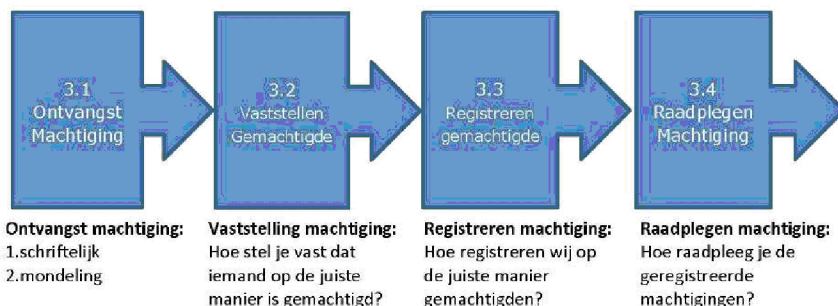 3.1
Ontvangst
Machtiging
3.2
Vaststellen
Gemachtigde
3.3
Registreren
gemachtigde
3.4
Raadplegen
Machtiging
Ontvangst machtiging:
1.schriftelijk
2.mondeling
Vaststelling machtiging:
Hoe stel je vast dat
iemand op de juiste
manier is gemachtigd?
Registreren machtiging:
Hoe registreren wij op
de juiste manier
gemachtigden?
Raadplegen machtiging:
Hoe raadpleeg je de
geregistreerde
machtigingen?